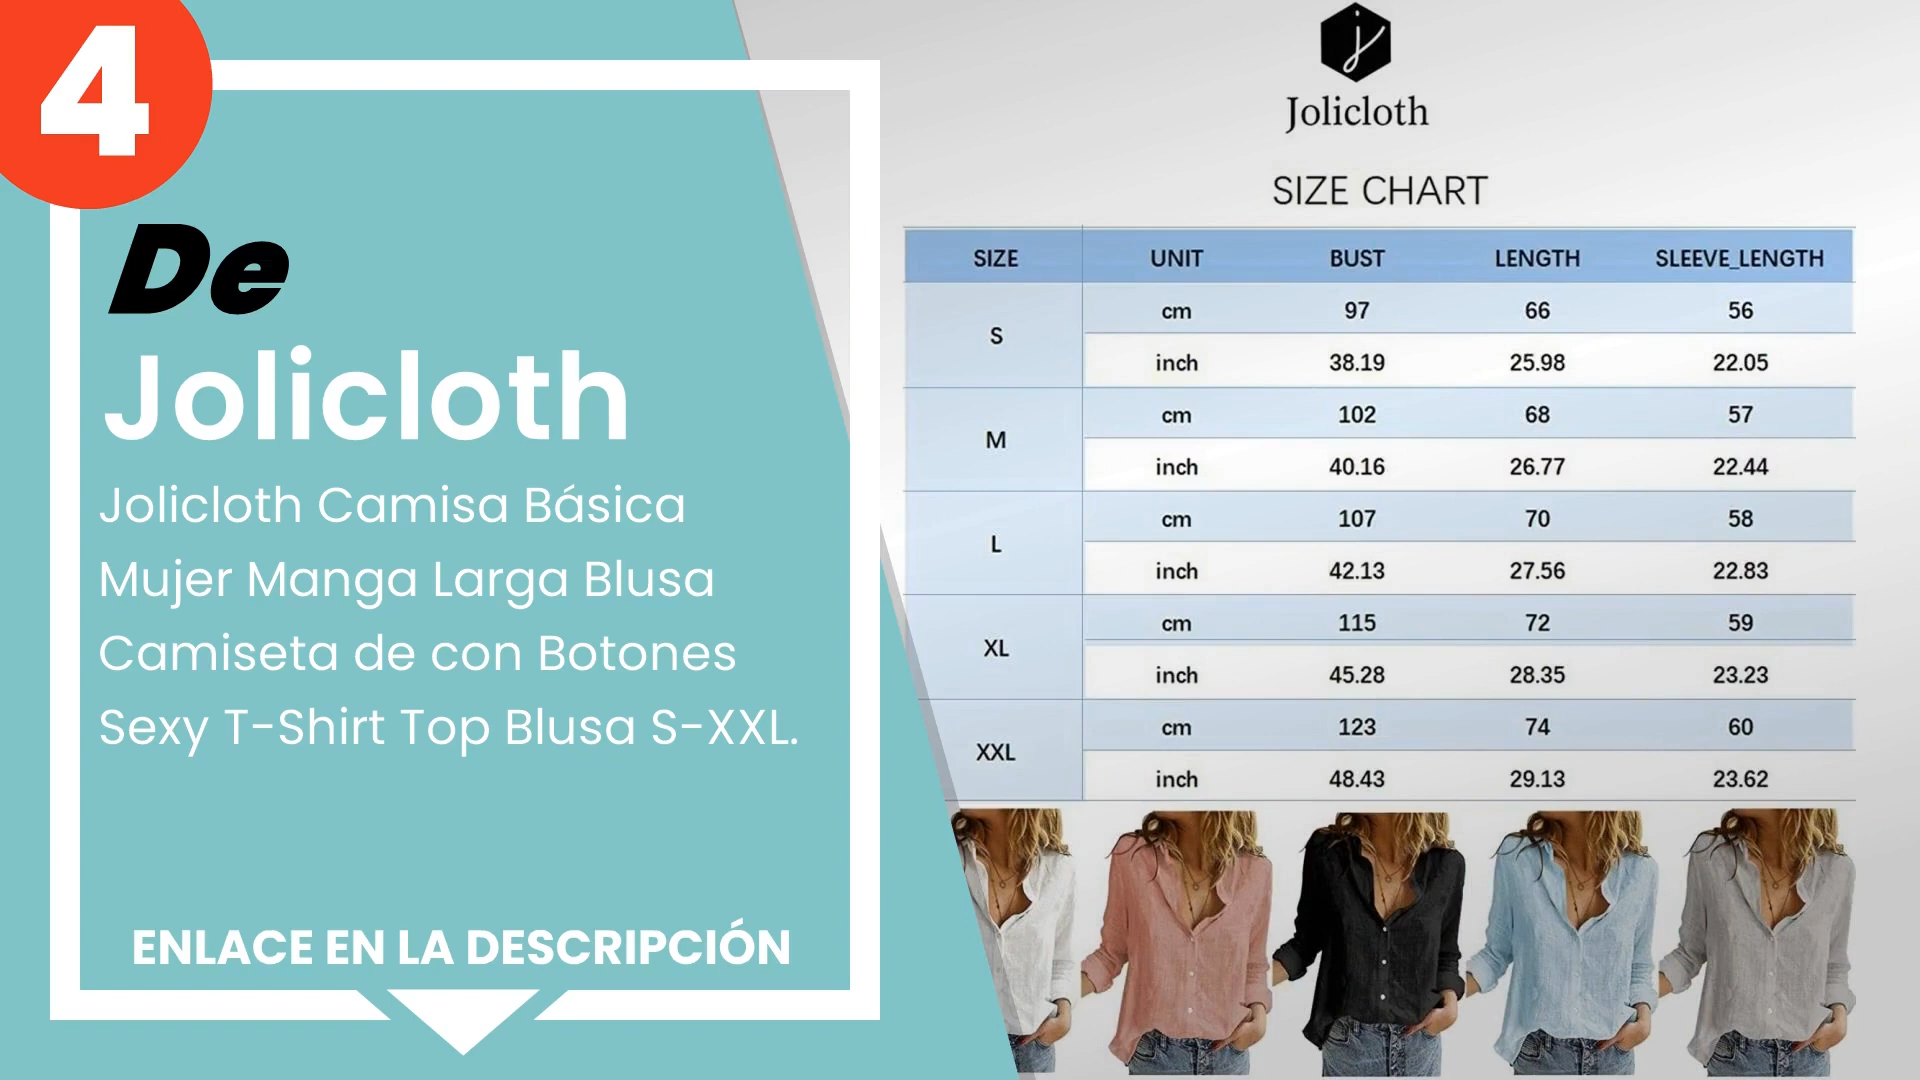 4
De
Jolicloth
Jolicloth Camisa Básica
Mujer Manga Larga Blusa
Camiseta de con Botones
Sexy T-Shirt Top Blusa S-XXL.
ENLACE EN LA DESCRIPCIÓN
Jolicloth
SIZE CHART
SIZE UNIT BUST LENGTH SLEEVE_LENGTH
S cm 97 66 56
inch 38.19 25.98 22.05
M cm 102 68 57
inch 40.16 26.77 22.44
L cm 107 70 58
inch 42.13 27.56 22.83
XL cm 115 72 59
inch 45.28 28.35 23.23
XXL cm 123 74 60
inch 48.43 29.13 23.62